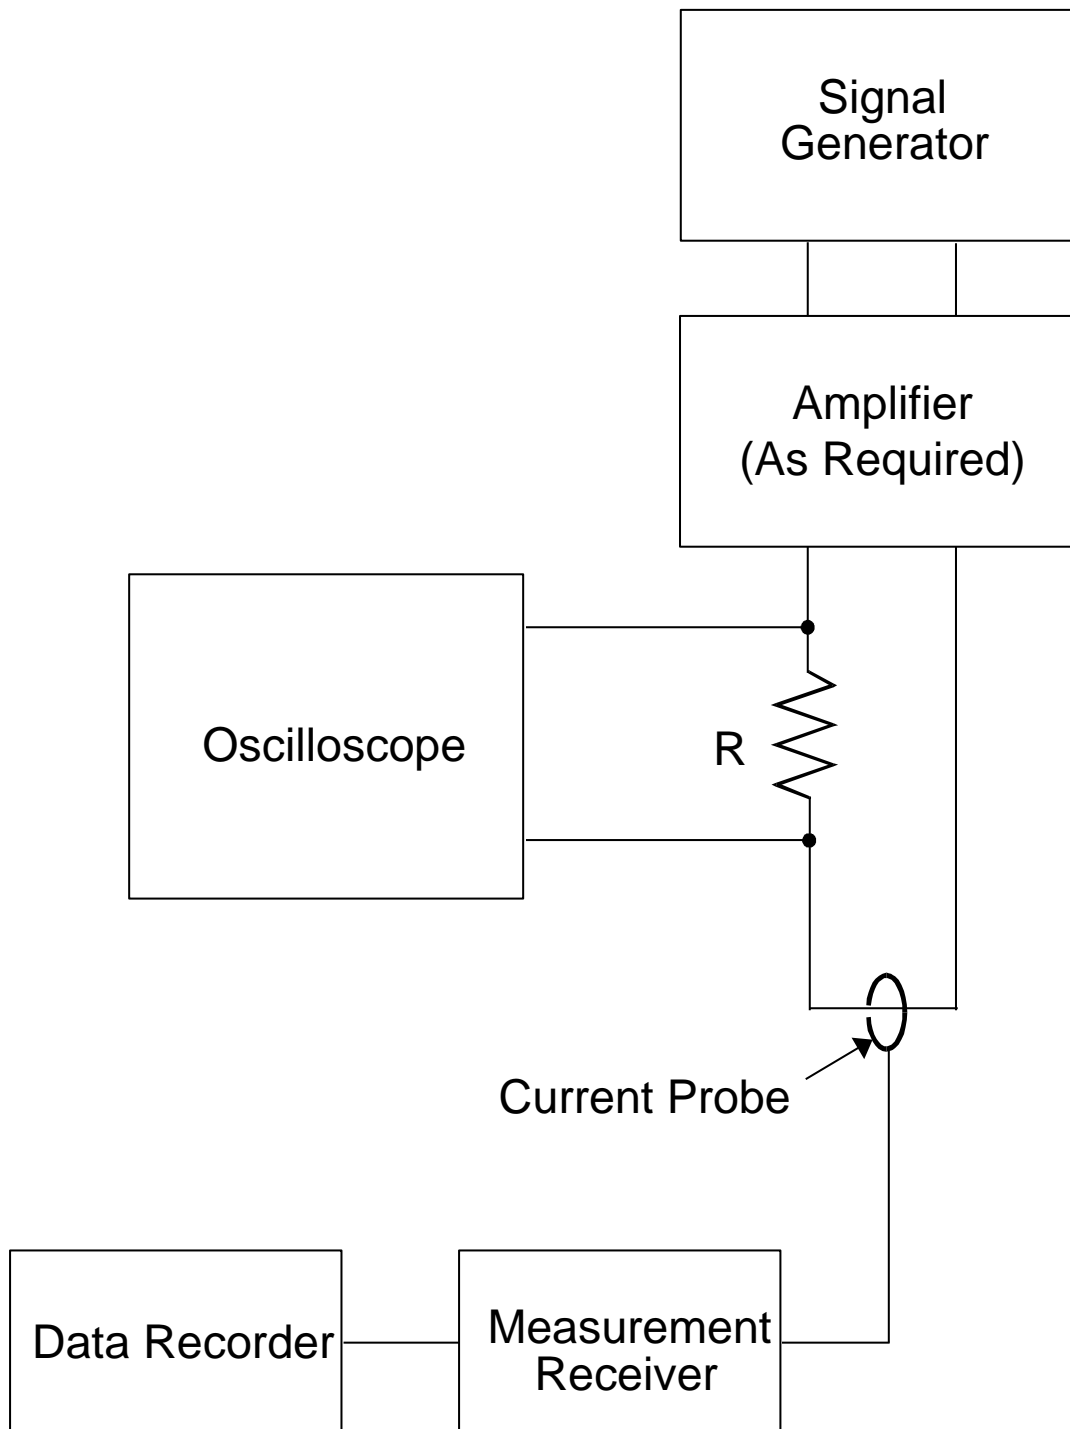 Signal
Generator
Amplifier
(As Required)
Oscilloscope
R
Current Probe
Data Recorder
Measurement
Receiver